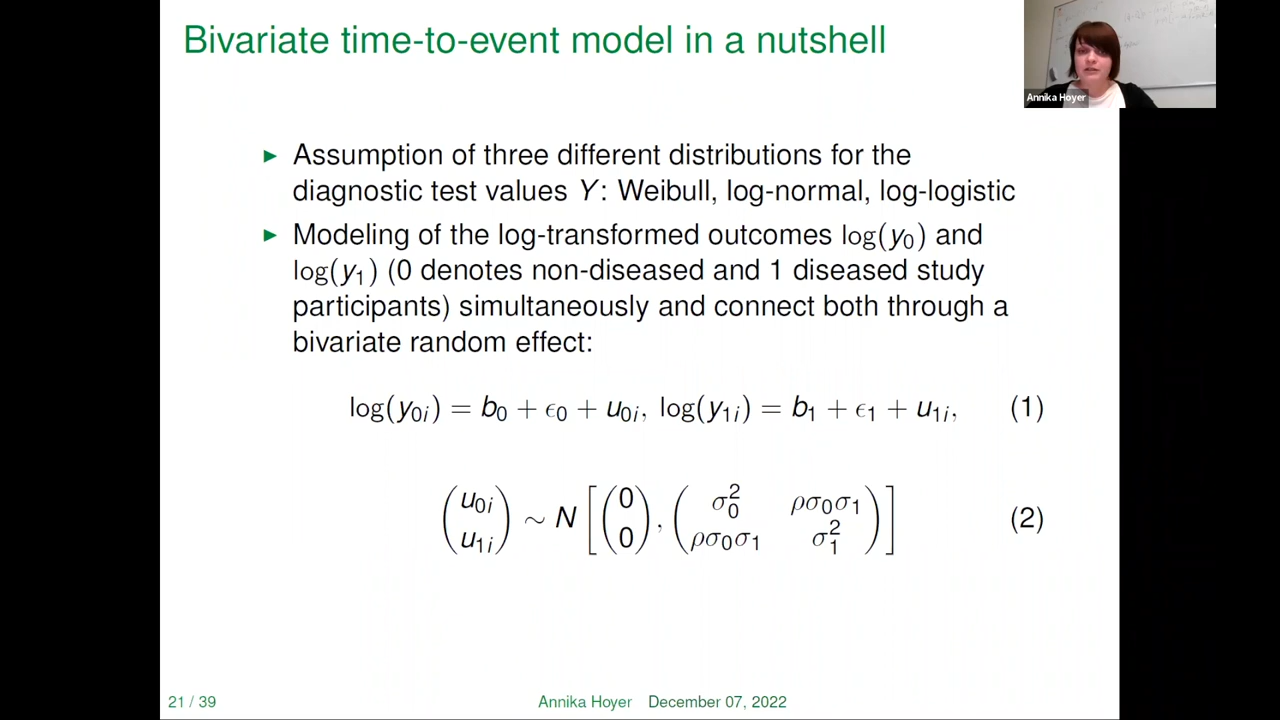 Bivariate time-to-event model in a nutshell
Annika Hoyer
▶ Assumption of three different distributions for the
diagnostic test values Y: Weibull, log-normal, log-logistic
▶ Modeling of the log-transformed outcomes log(y₀) and
log(y₁) (0 denotes non-diseased and 1 diseased study
participants) simultaneously and connect both through a
bivariate random effect:
log(y₀ᵢ) = b₀ + ϵ₀ + u₀ᵢ, log(y₁ᵢ) = b₁ + ϵ₁ + u₁ᵢ, (1)
(u₀ᵢ u₁ᵢ) ∼ N [(0 0), (σ₀² ρσ₀σ₁ ρσ₀σ₁ σ₁²)] (2)
21 / 39 Annika Hoyer December 07, 2022